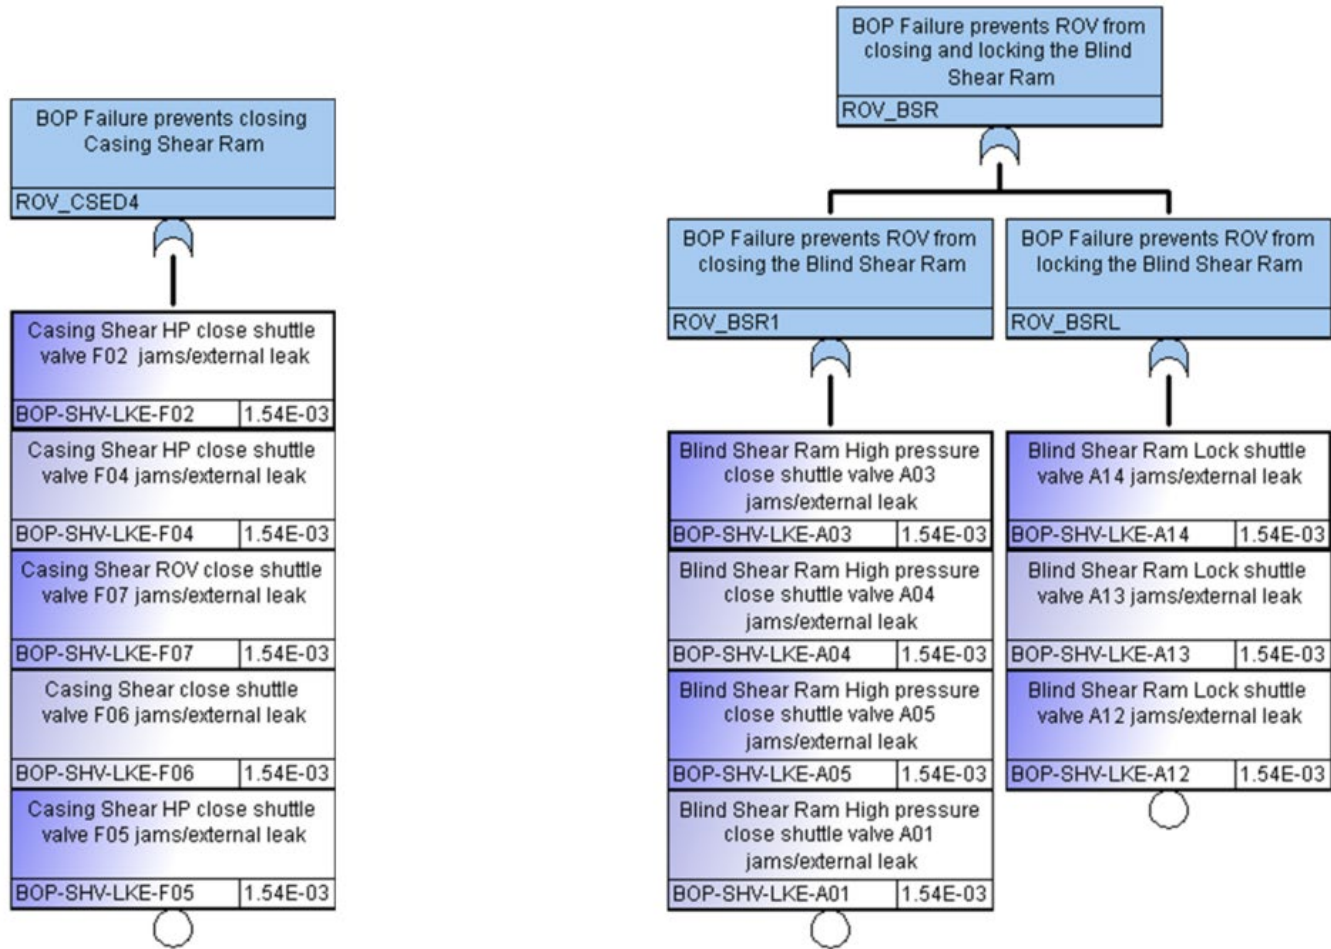 BOP Failure prevents closing
Casing Shear Ram
ROV_CSED4
Casing Shear HP close shuttle
valve F02 jams/external leak
BOP-SHV-LKE-F02 1.54E-03
Casing Shear HP close shuttle
valve F04 jams/external leak
BOP-SHV-LKE-F04 1.54E-03
Casing Shear ROV close shuttle
valve F07 jams/external leak
BOP-SHV-LKE-F07 1.54E-03
Casing Shear close shuttle
valve F06 jams/external leak
BOP-SHV-LKE-F06 1.54E-03
Casing Shear HP close shuttle
valve F05 jams/external leak
BOP-SHV-LKE-F05 1.54E-03
BOP Failure prevents ROV from
closing and locking the Blind
Shear Ram
ROV_BSR
BOP Failure prevents ROV from
closing the Blind Shear Ram
ROV_BSR1
Blind Shear Ram High pressure
close shuttle valve A03
jams/external leak
BOP-SHV-LKE-A03 1.54E-03
Blind Shear Ram High pressure
close shuttle valve A04
jams/external leak
BOP-SHV-LKE-A04 1.54E-03
Blind Shear Ram High pressure
close shuttle valve A05
jams/external leak
BOP-SHV-LKE-A05 1.54E-03
Blind Shear Ram High pressure
close shuttle valve A01
jams/external leak
BOP-SHV-LKE-A01 1.54E-03
BOP Failure prevents ROV from
locking the Blind Shear Ram
ROV_BSRL
Blind Shear Ram Lock shuttle
valve A14 jams/external leak
BOP-SHV-LKE-A14 1.54E-03
Blind Shear Ram Lock shuttle
valve A13 jams/external leak
BOP-SHV-LKE-A13 1.54E-03
Blind Shear Ram Lock shuttle
valve A12 jams/external leak
BOP-SHV-LKE-A12 1.54E-03